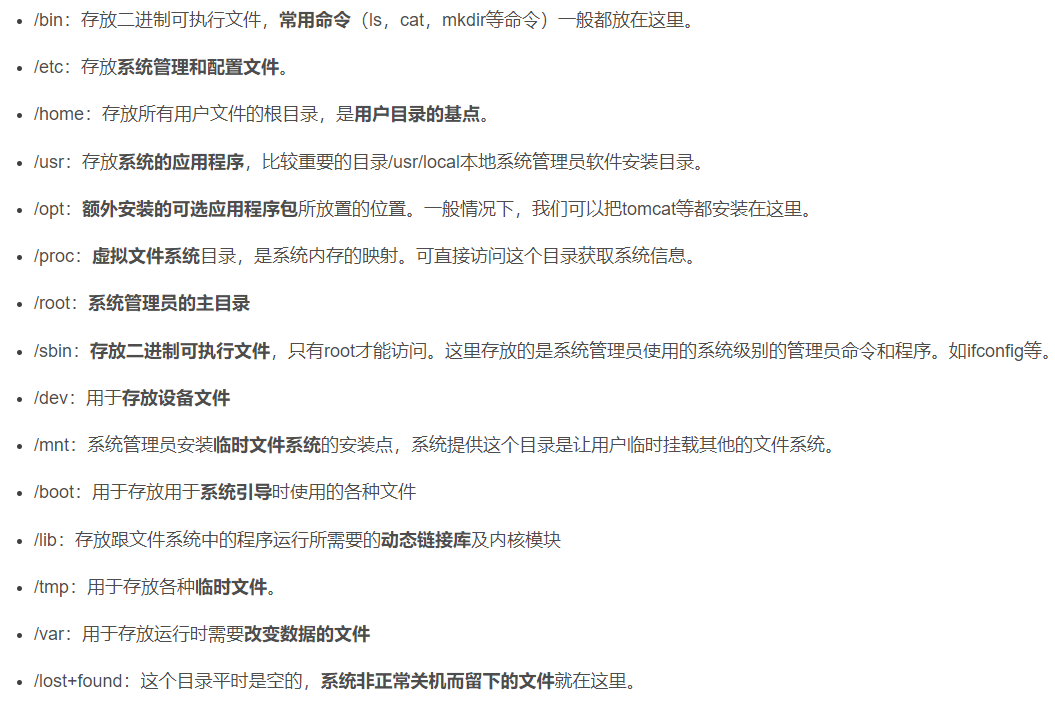 /bin：存放二进制可执行文件，常用命令（ls，cat，mkdir等命令）一般都放在这里。
/etc：存放系统管理和配置文件。
/home：存放所有用户文件的根目录，是用户目录的基点。
/usr：存放系统的应用程序，比较重要的目录/usr/local本地系统管理员软件安装目录。
/opt：额外安装的可选应用程序包所放置的位置。一般情况下，我们可以把tomcat等都安装在这里。
/proc：虚拟文件系统目录，是系统内存的映射。可直接访问这个目录获取系统信息。
/root：系统管理员的主目录
/sbin：存放二进制可执行文件，只有root才能访问。这里存放的是系统管理员使用的系统级别的管理员命令和程序。如ifconfig等。
/dev：用于存放设备文件
/mnt：系统管理员安装临时文件系统的安装点，系统提供这个目录是让用户临时挂载其他的文件系统。
/boot：用于存放用于系统引导时使用的各种文件
/lib：存放跟文件系统中的程序运行所需要的动态链接库及内核模块
/tmp：用于存放各种临时文件。
/var：用于存放运行时需要改变数据的文件
/lost+found：这个目录平时是空的，系统非正常关机而留下的文件就在这里。